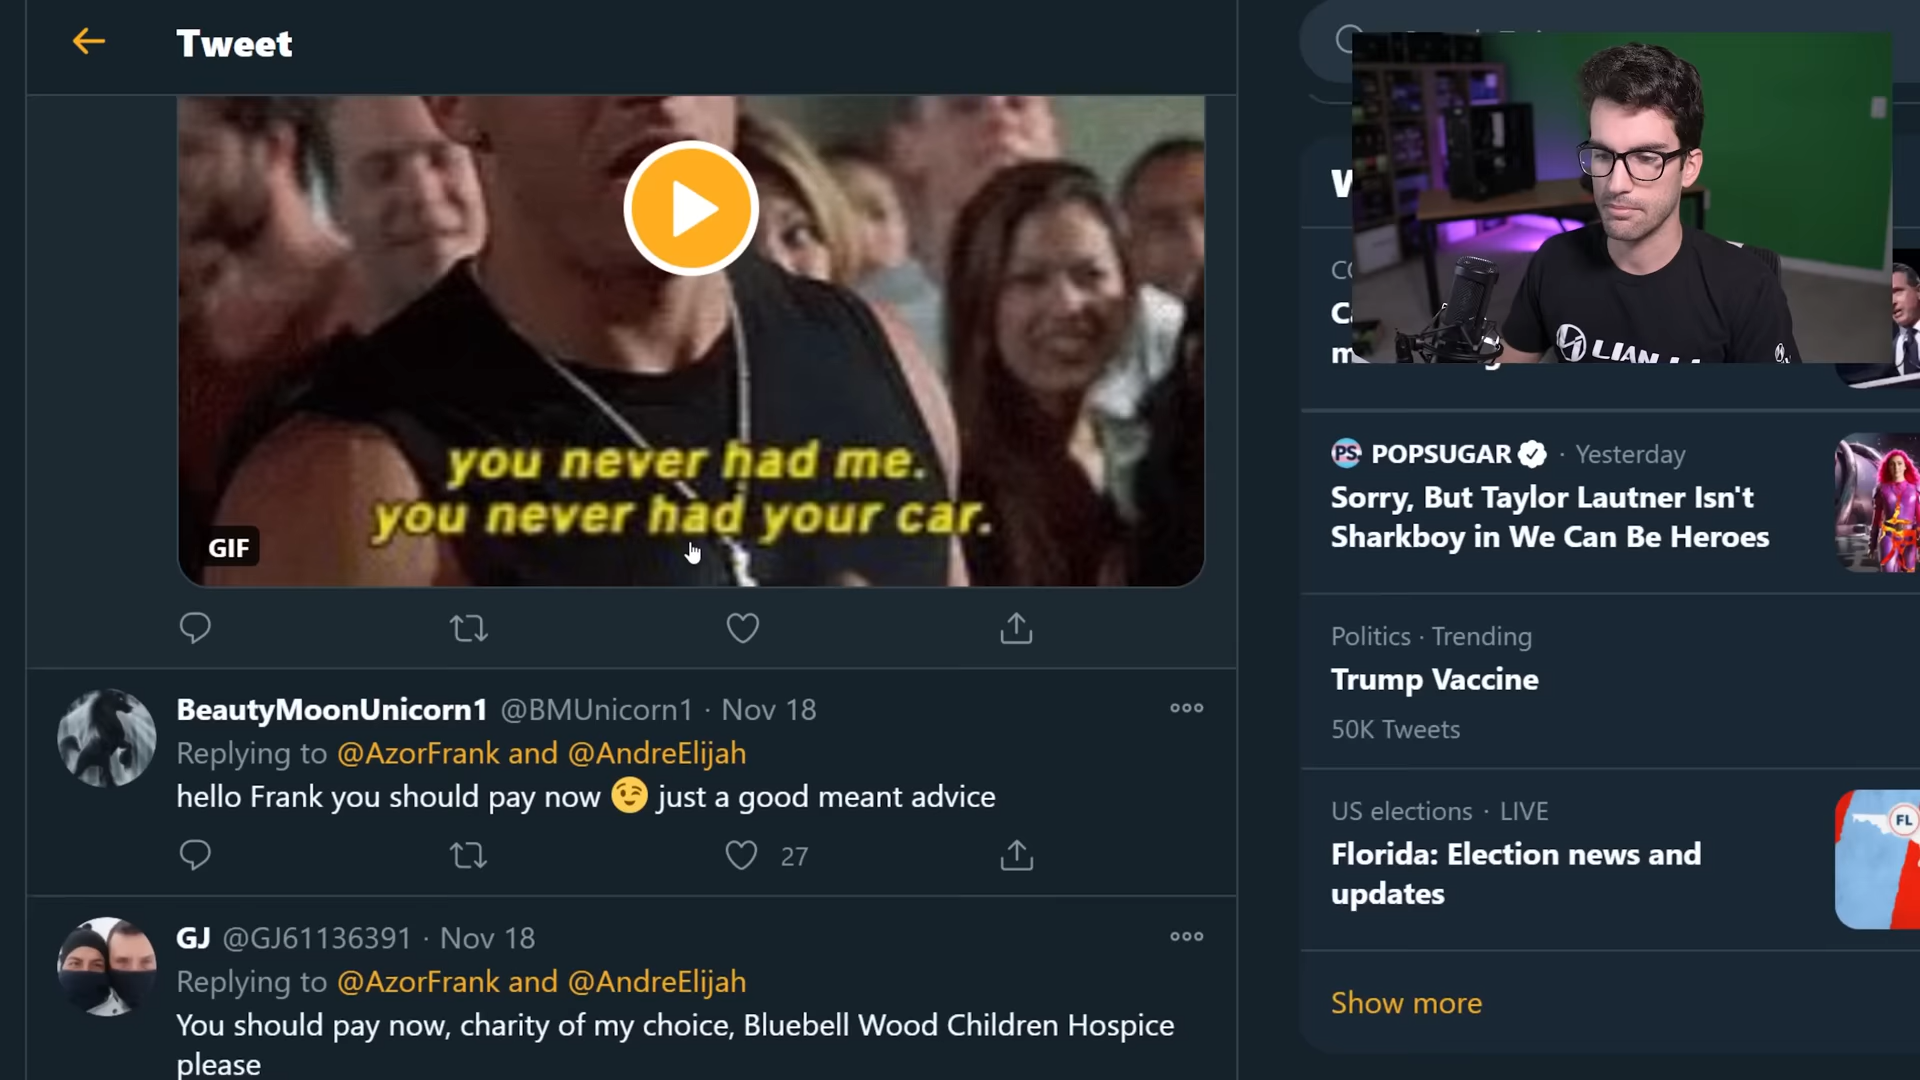 Tweet
you never had me.
you never had your car.
GIF
BeautyMoonUnicorn1 @BMUnicorn1 · Nov 18
Replying to @AzorFrank and @AndreElijah
hello Frank you should pay now 😉 just a good meant advice
27
GJ @GJ61136391 · Nov 18
Replying to @AzorFrank and @AndreElijah
You should pay now, charity of my choice, Bluebell Wood Children Hospice
please
LIAN
PS POPSUGAR · Yesterday
Sorry, But Taylor Lautner Isn't
Sharkboy in We Can Be Heroes
Politics · Trending
Trump Vaccine
50K Tweets
US elections · LIVE
Florida: Election news and
updates
FL
Show more